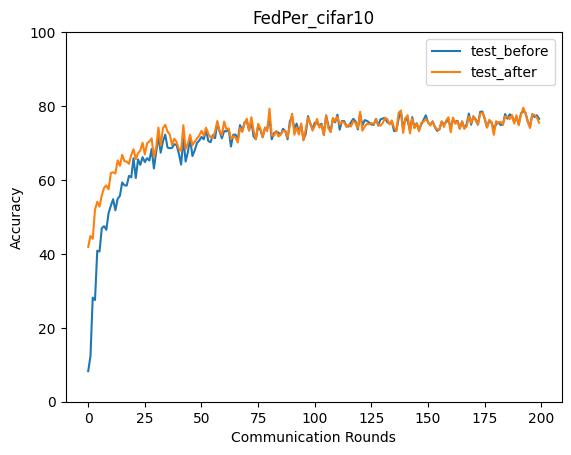 FedPer_cifar10
test_before
test_after
100
80
60
40
20
0
Accuracy
0 25 50 75 100 125 150 175 200
Communication Rounds